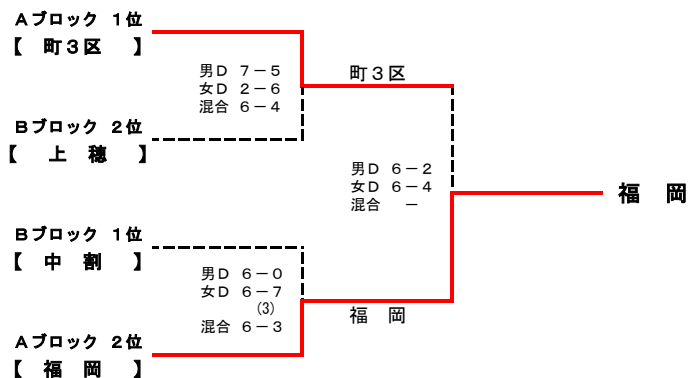 Ａブロック １位
【 町３区 】
男Ｄ ７－５
女Ｄ ２－６
混合 ６－４
町３区
Ｂブロック ２位
【 上 穂 】
男Ｄ ６－２
女Ｄ ６－４
混合 －
福 岡
Ｂブロック １位
【 中 割 】
男Ｄ ６－０
女Ｄ ６－７
(3)
混合 ６－３
福 岡
Ａブロック ２位
【 福 岡 】